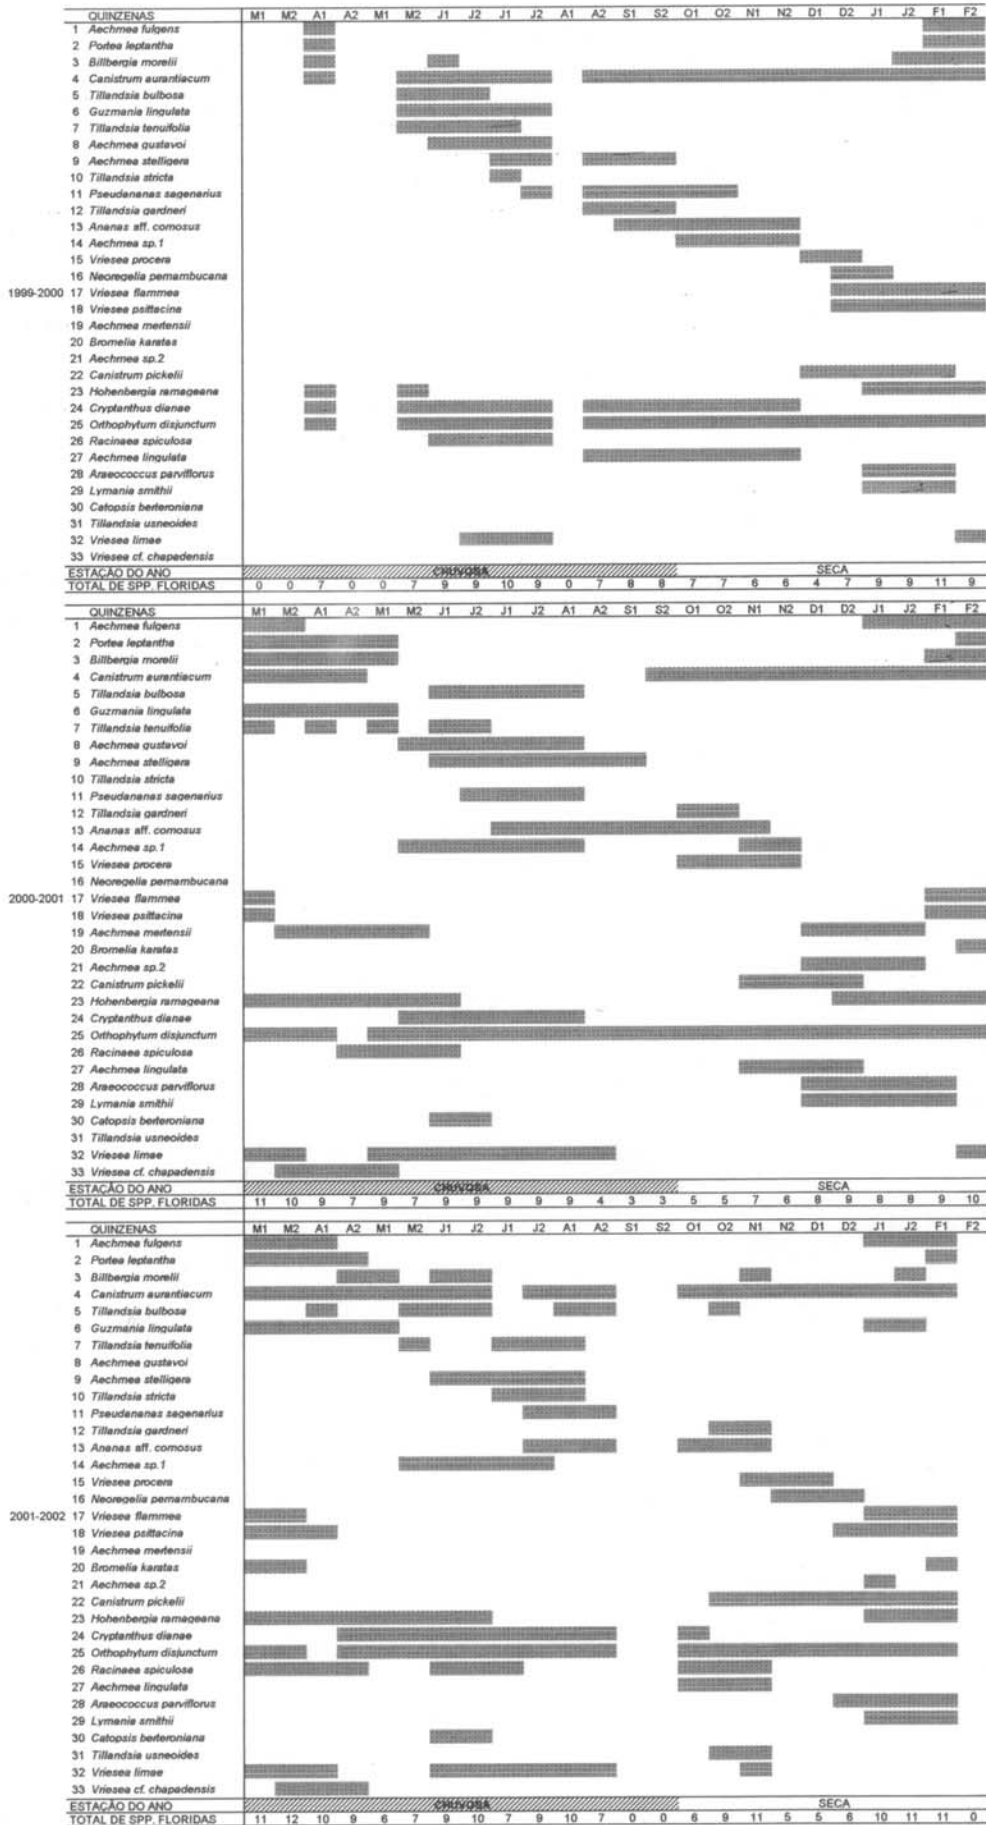 QUINZENAS M1 M2 A1 A2 M1 M2 J1 J2 J1 J2 A1 A2 S1 S2 O1 O2 N1 N2 D1 D2 J1 J2 F1 F2
1 Aechmea fulgens
2 Portea leptantha
3 Billbergia morelii
4 Canistrum aurantiacum
5 Tillandsia bulbosa
6 Guzmania lingulata
7 Tillandsia tenuifolia
8 Aechmea gustavoi
9 Aechmea stelligera
10 Tillandsia stricta
11 Pseudananas sagenarius
12 Tillandsia gardneri
13 Ananas aff. comosus
14 Aechmea sp.1
15 Vriesea procera
16 Neoregelia pernambucana
1999-2000 17 Vriesea flammea
18 Vriesea psittacina
19 Aechmea mertensii
20 Bromelia karatas
21 Aechmea sp.2
22 Canistrum pickelii
23 Hohenbergia ramageana
24 Cryptanthus dianae
25 Orthophytum disjunctum
26 Racinaea spiculosa
27 Aechmea lingulata
28 Araeococcus parviflorus
29 Lymania smithii
30 Catopsis berteroniana
31 Tillandsia usneoides
32 Vriesea limae
33 Vriesea cf. chapadensis
ESTAÇÃO DO ANO CHUVOSA SECA
TOTAL DE SPP. FLORIDAS 0 0 7 0 0 7 9 9 10 9 0 7 8 8 7 7 6 6 4 7 9 9 11 9
QUINZENAS M1 M2 A1 A2 M1 M2 J1 J2 J1 J2 A1 A2 S1 S2 O1 O2 N1 N2 D1 D2 J1 J2 F1 F2
1 Aechmea fulgens
2 Portea leptantha
3 Billbergia morelii
4 Canistrum aurantiacum
5 Tillandsia bulbosa
6 Guzmania lingulata
7 Tillandsia tenuifolia
8 Aechmea gustavoi
9 Aechmea stelligera
10 Tillandsia stricta
11 Pseudananas sagenarius
12 Tillandsia gardneri
13 Ananas aff. comosus
14 Aechmea sp.1
15 Vriesea procera
16 Neoregelia pernambucana
2000-2001 17 Vriesea flammea
18 Vriesea psittacina
19 Aechmea mertensii
20 Bromelia karatas
21 Aechmea sp.2
22 Canistrum pickelii
23 Hohenbergia ramageana
24 Cryptanthus dianae
25 Orthophytum disjunctum
26 Racinaea spiculosa
27 Aechmea lingulata
28 Araeococcus parviflorus
29 Lymania smithii
30 Catopsis berteroniana
31 Tillandsia usneoides
32 Vriesea limae
33 Vriesea cf. chapadensis
ESTAÇÃO DO ANO CHUVOSA SECA
TOTAL DE SPP. FLORIDAS 11 10 9 7 9 7 9 9 9 9 9 4 3 3 5 5 7 6 8 9 8 8 9 10
QUINZENAS M1 M2 A1 A2 M1 M2 J1 J2 J1 J2 A1 A2 S1 S2 O1 O2 N1 N2 D1 D2 J1 J2 F1 F2
1 Aechmea fulgens
2 Portea leptantha
3 Billbergia morelii
4 Canistrum aurantiacum
5 Tillandsia bulbosa
6 Guzmania lingulata
7 Tillandsia tenuifolia
8 Aechmea gustavoi
9 Aechmea stelligera
10 Tillandsia stricta
11 Pseudananas sagenarius
12 Tillandsia gardneri
13 Ananas aff. comosus
14 Aechmea sp.1
15 Vriesea procera
16 Neoregelia pernambucana
2001-2002 17 Vriesea flammea
18 Vriesea psittacina
19 Aechmea mertensii
20 Bromelia karatas
21 Aechmea sp.2
22 Canistrum pickelii
23 Hohenbergia ramageana
24 Cryptanthus dianae
25 Orthophytum disjunctum
26 Racinaea spiculosa
27 Aechmea lingulata
28 Araeococcus parviflorus
29 Lymania smithii
30 Catopsis berteroniana
31 Tillandsia usneoides
32 Vriesea limae
33 Vriesea cf. chapadensis
ESTAÇÃO DO ANO CHUVOSA SECA
TOTAL DE SPP. FLORIDAS 11 12 10 9 6 7 9 10 7 9 10 7 0 0 6 9 11 5 5 6 10 11 11 0